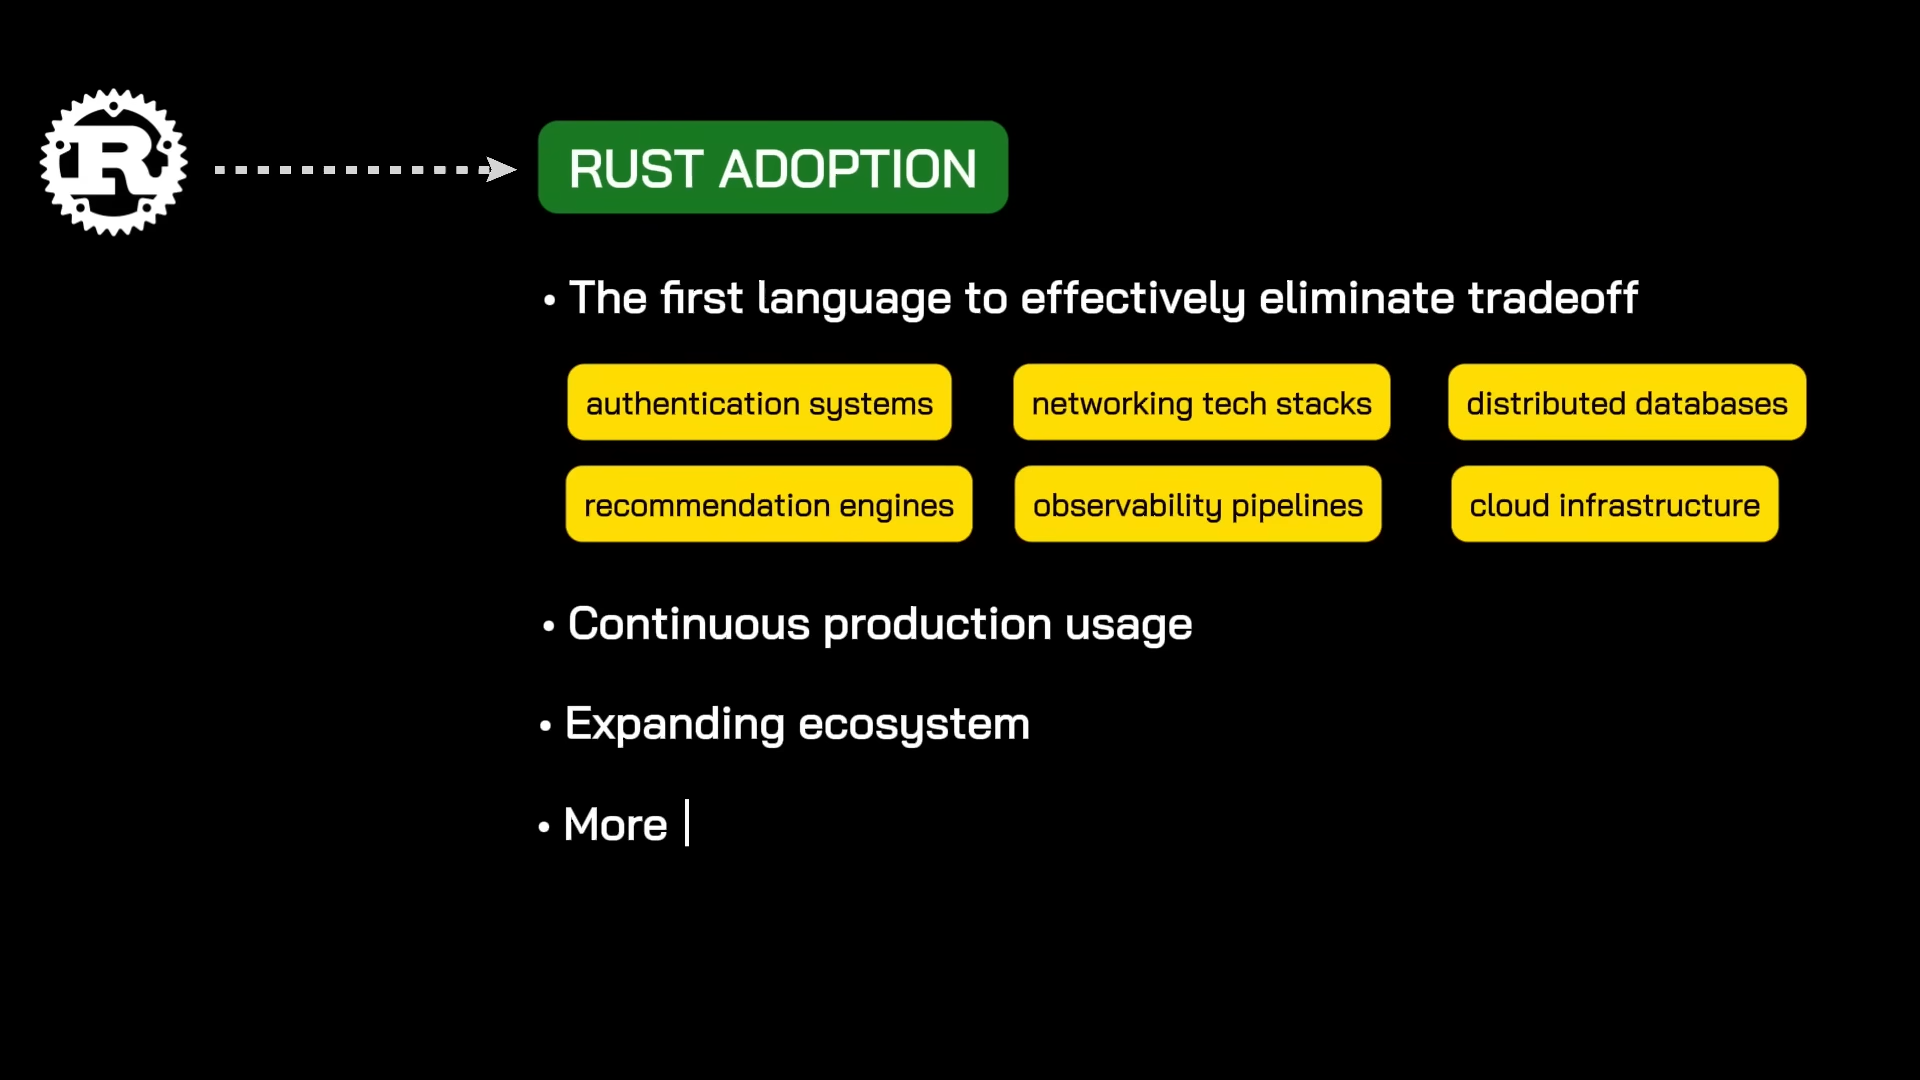 RUST ADOPTION
• The first language to effectively eliminate tradeoff
authentication systems networking tech stacks distributed databases
recommendation engines observability pipelines cloud infrastructure
• Continuous production usage
• Expanding ecosystem
• More